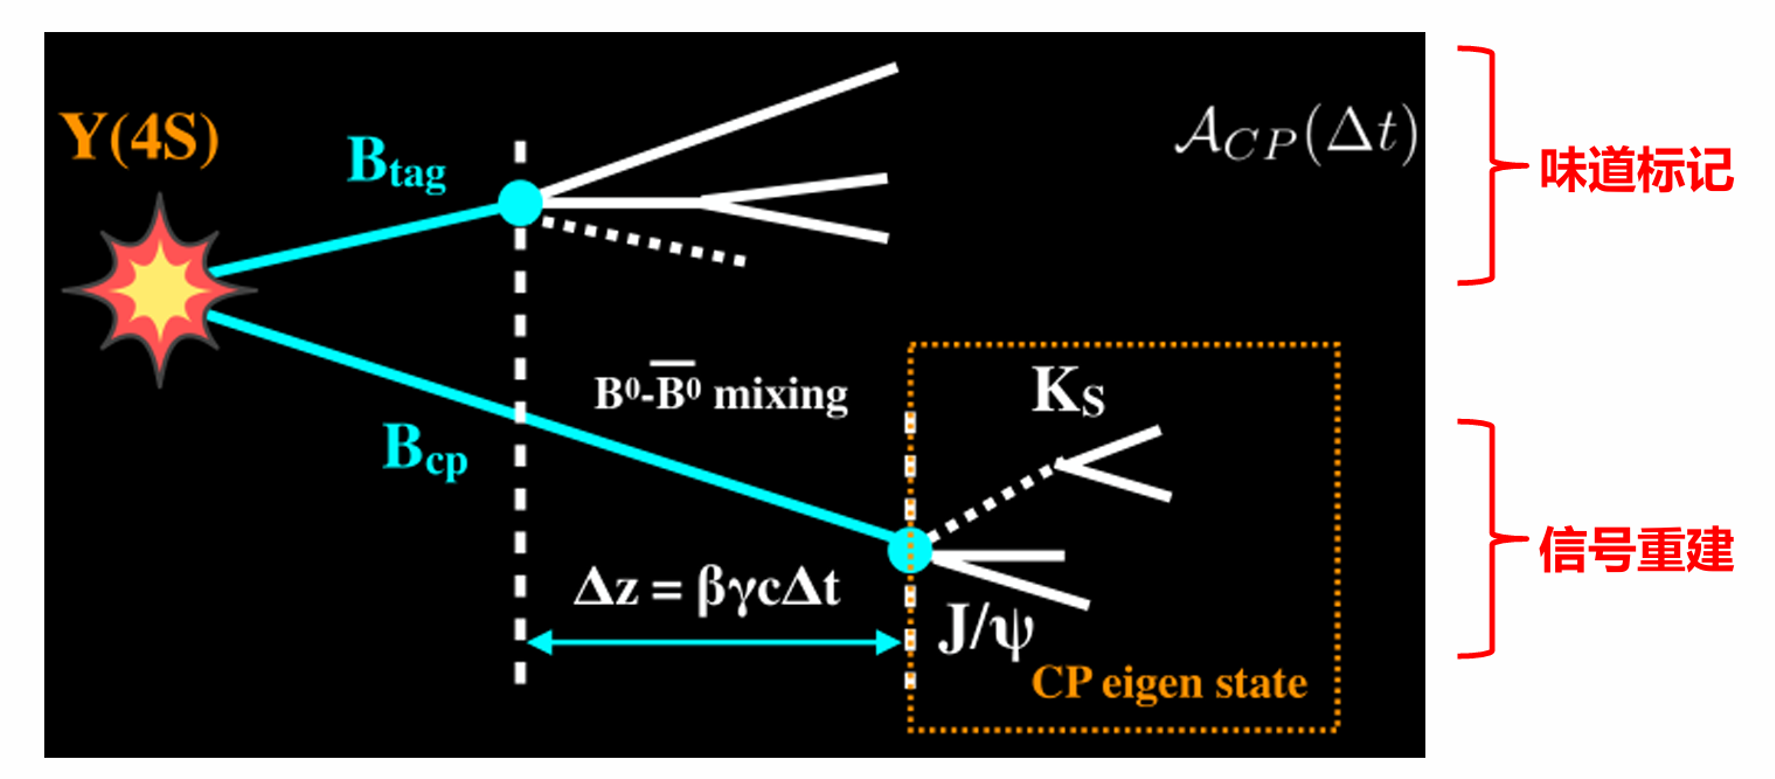 Υ(4S)
B_tag
A_CP(Δt)
味道标记
B⁰-B̅⁰ mixing
K_S
B_cp
信号重建
Δz = βγcΔt
J/ψ
CP eigen state